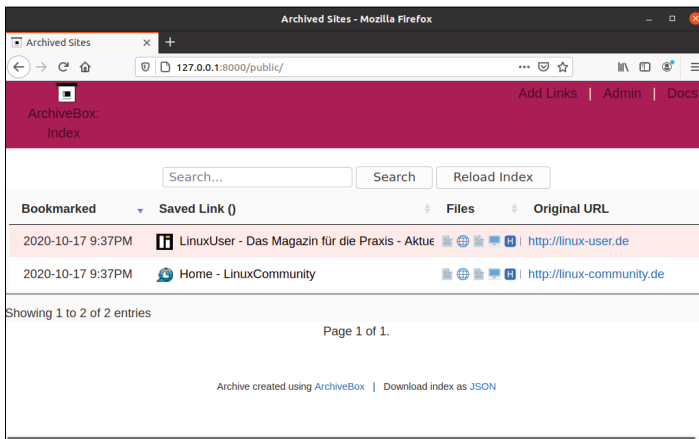 Archived Sites - Mozilla Firefox
Archived Sites
127.0.0.1:8000/public/
ArchiveBox:
Index
Add Links | Admin | Docs
Search...
Search
Reload Index
Bookmarked Saved Link () Files Original URL
2020-10-17 9:37PM LinuxUser - Das Magazin für die Praxis - Aktue H http://linux-user.de
2020-10-17 9:37PM Home - LinuxCommunity H http://linux-community.de
Showing 1 to 2 of 2 entries
Page 1 of 1.
Archive created using ArchiveBox | Download index as JSON